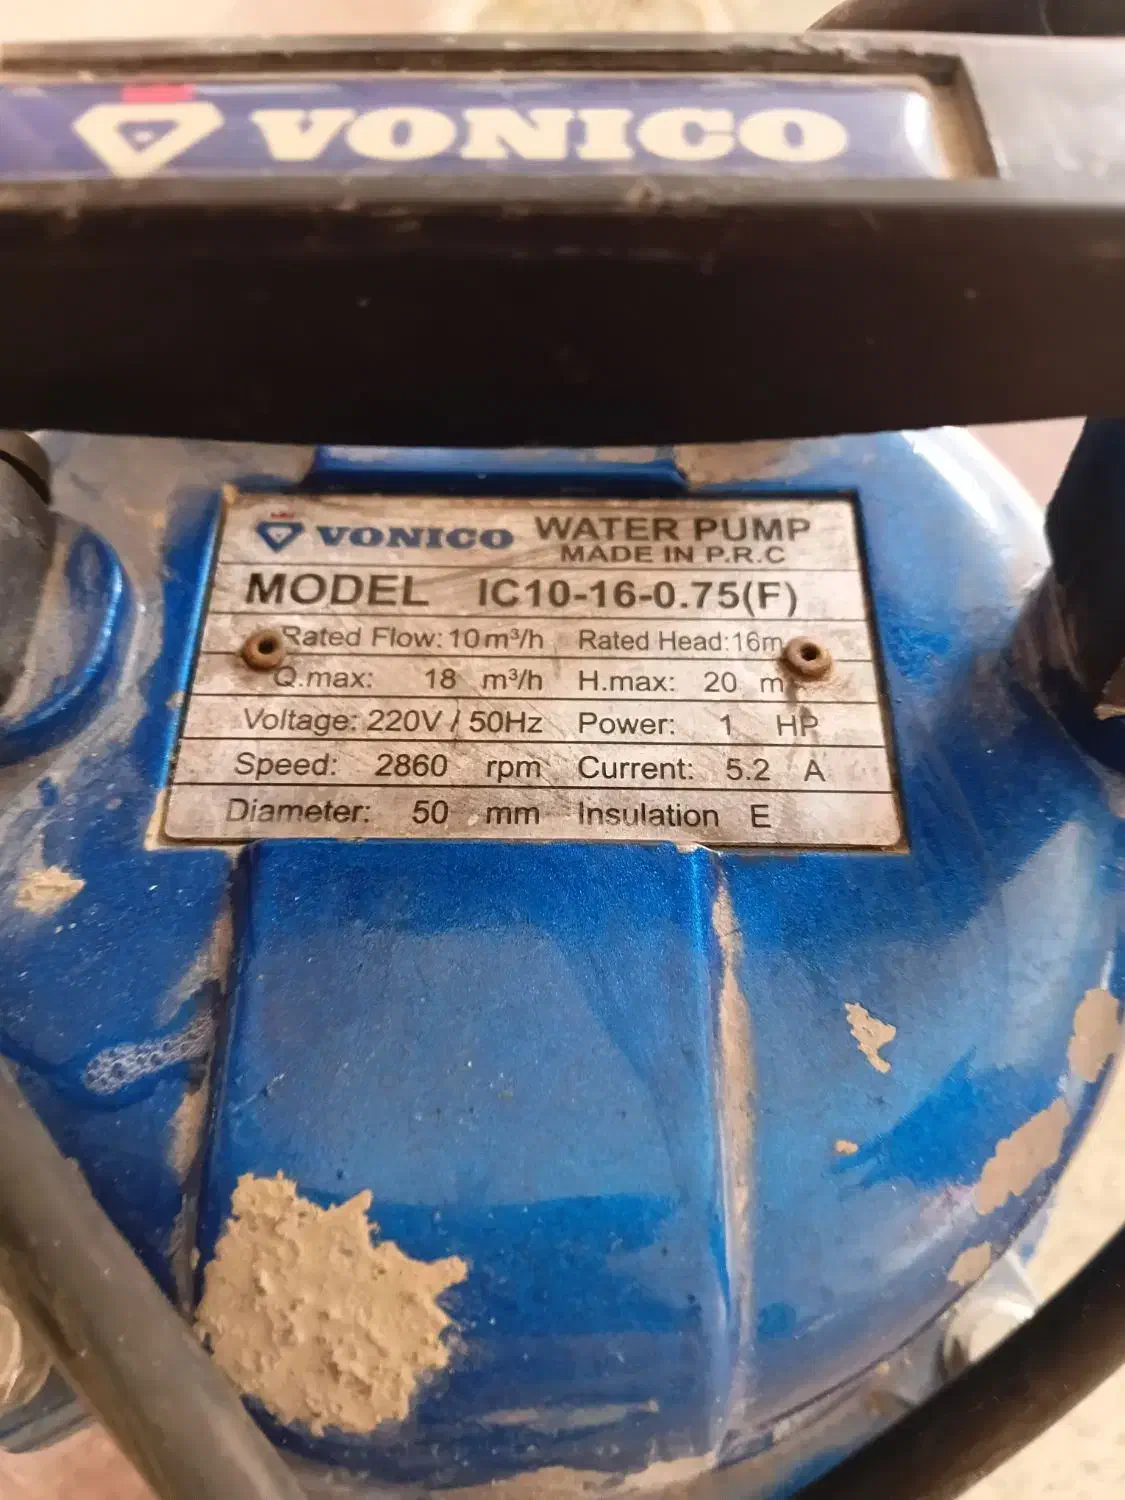 VONICO
VONICO WATER PUMP
MADE IN P.R.C
MODEL IC10-16-0.75(F)
Rated Flow: 10 m³/h Rated Head: 16m
Q.max: 18 m³/h H.max: 20 m
Voltage: 220V / 50Hz Power: 1 HP
Speed: 2860 rpm Current: 5.2 A
Diameter: 50 mm Insulation E